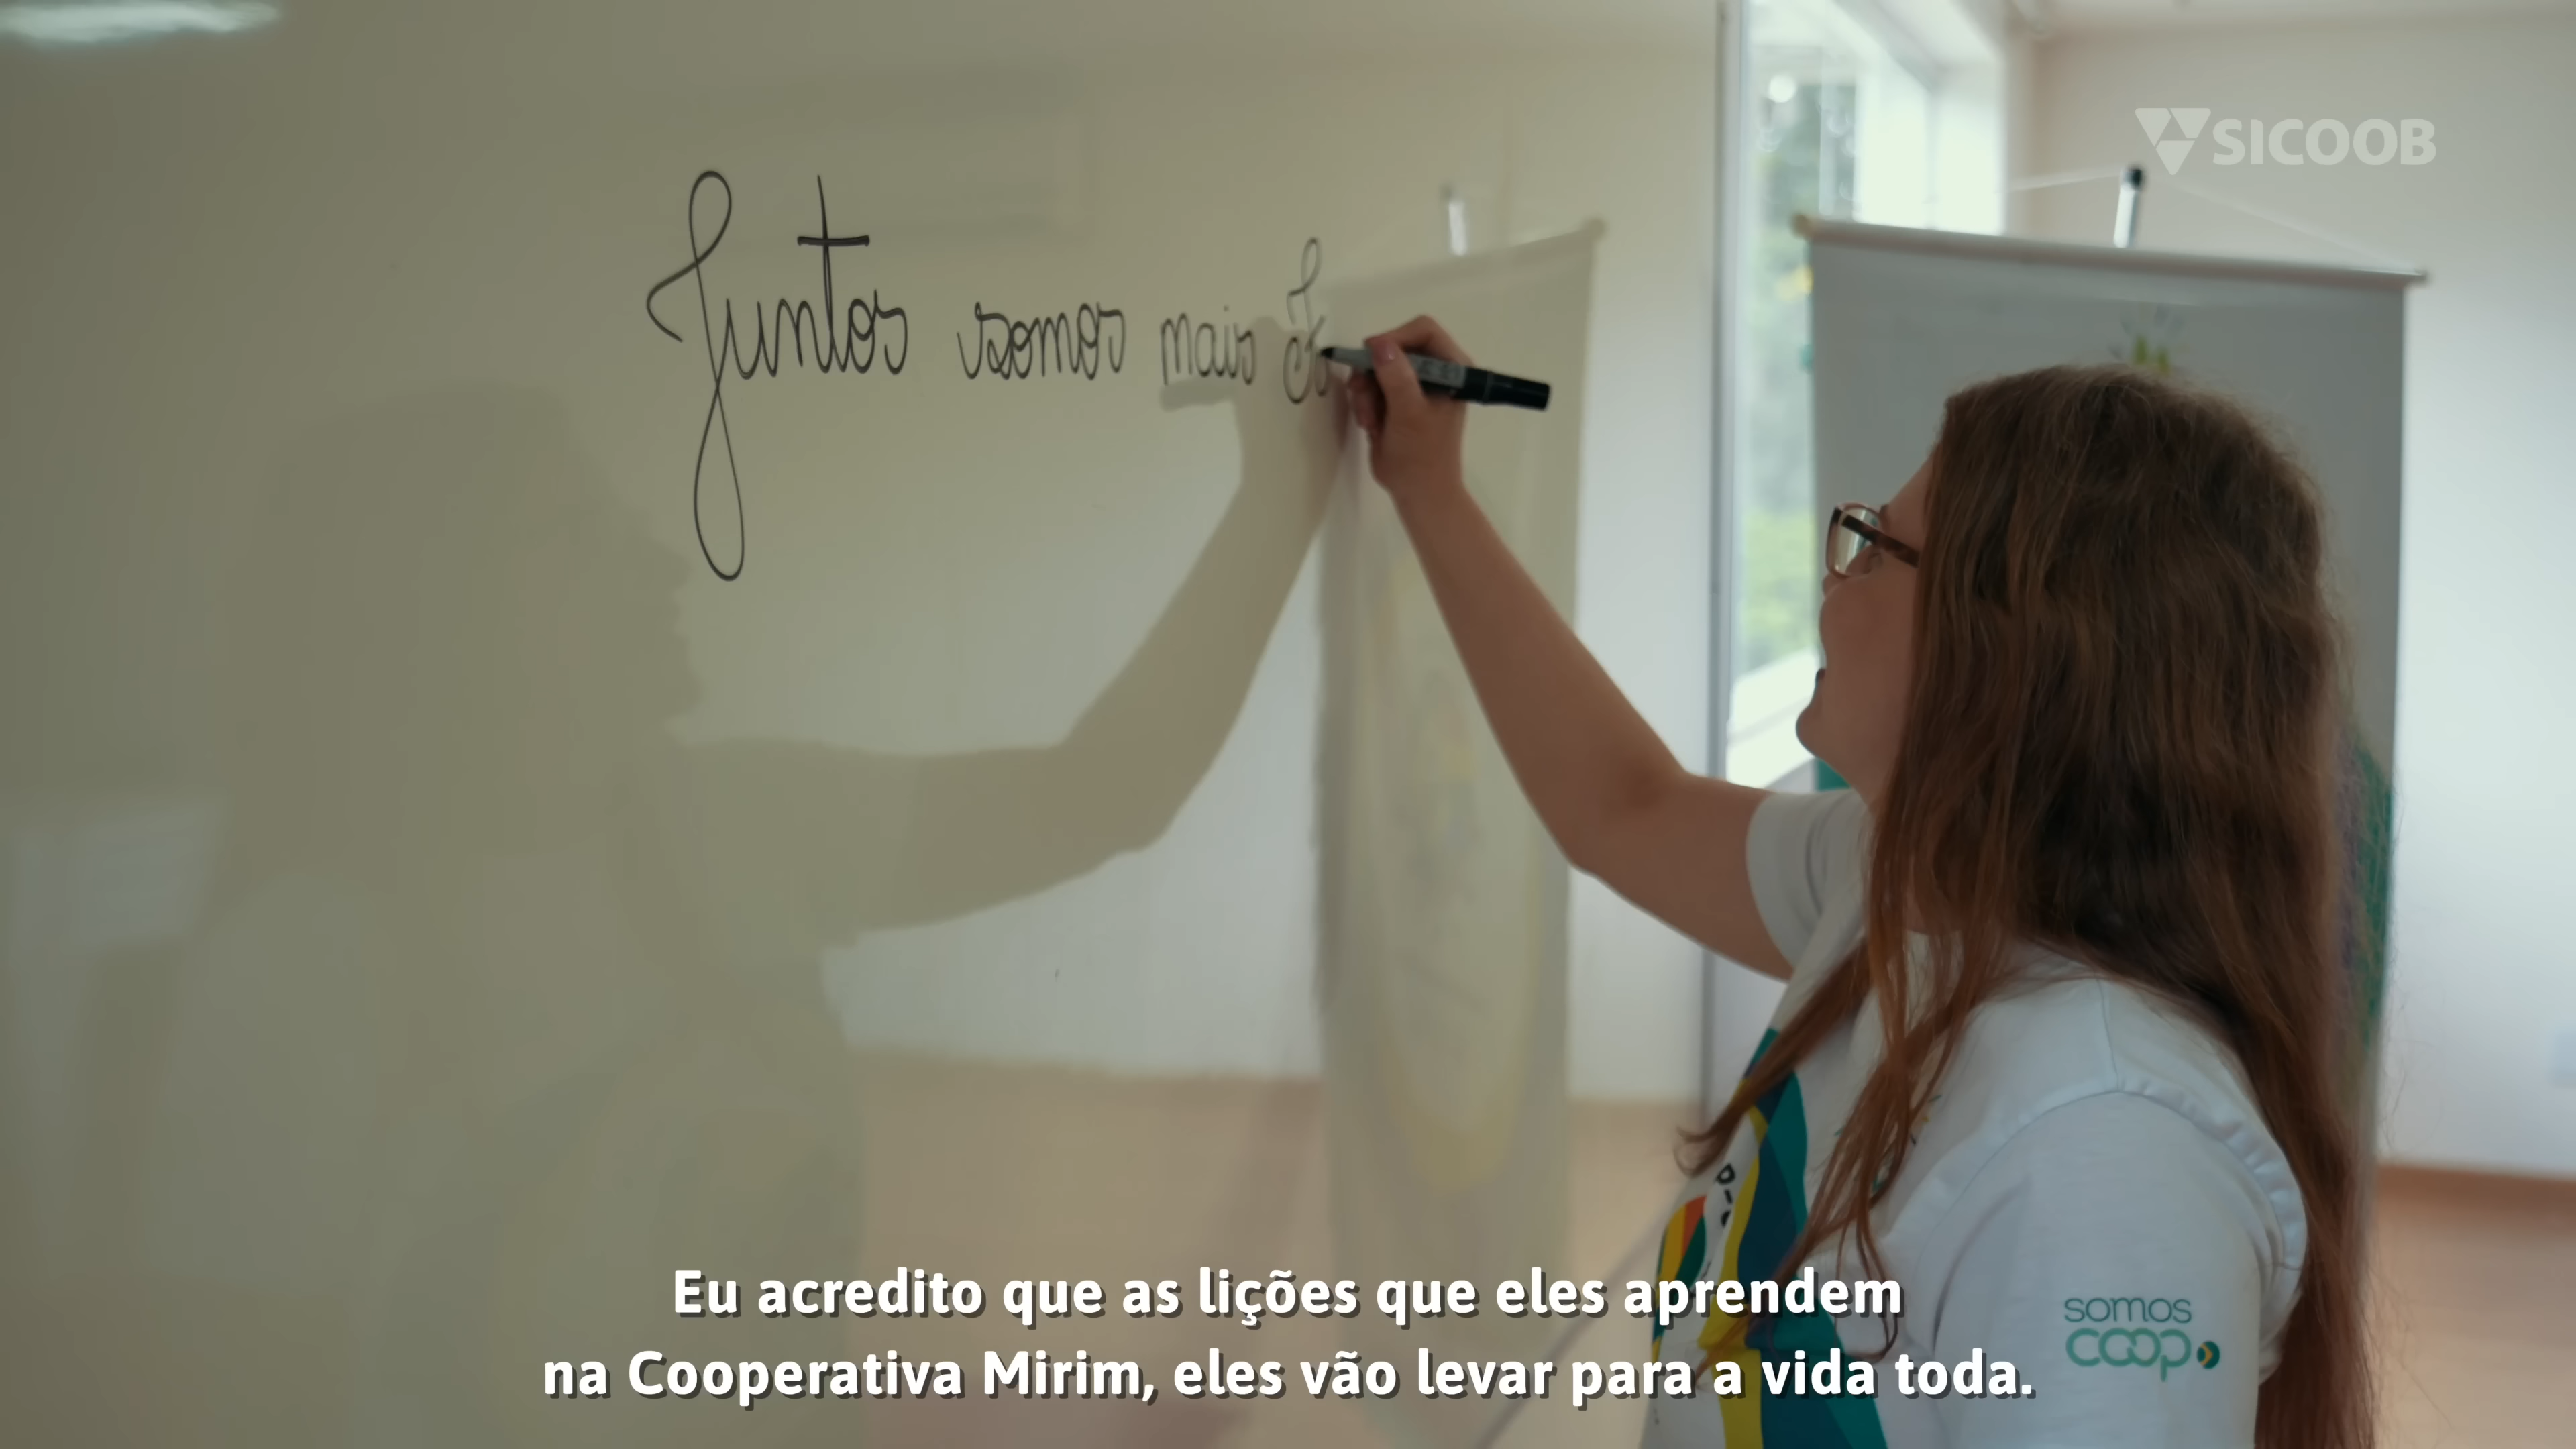 SICOOB
Juntos somos mais
Eu acredito que as lições que eles aprendem
na Cooperativa Mirim, eles vão levar para a vida toda.
somos
coop